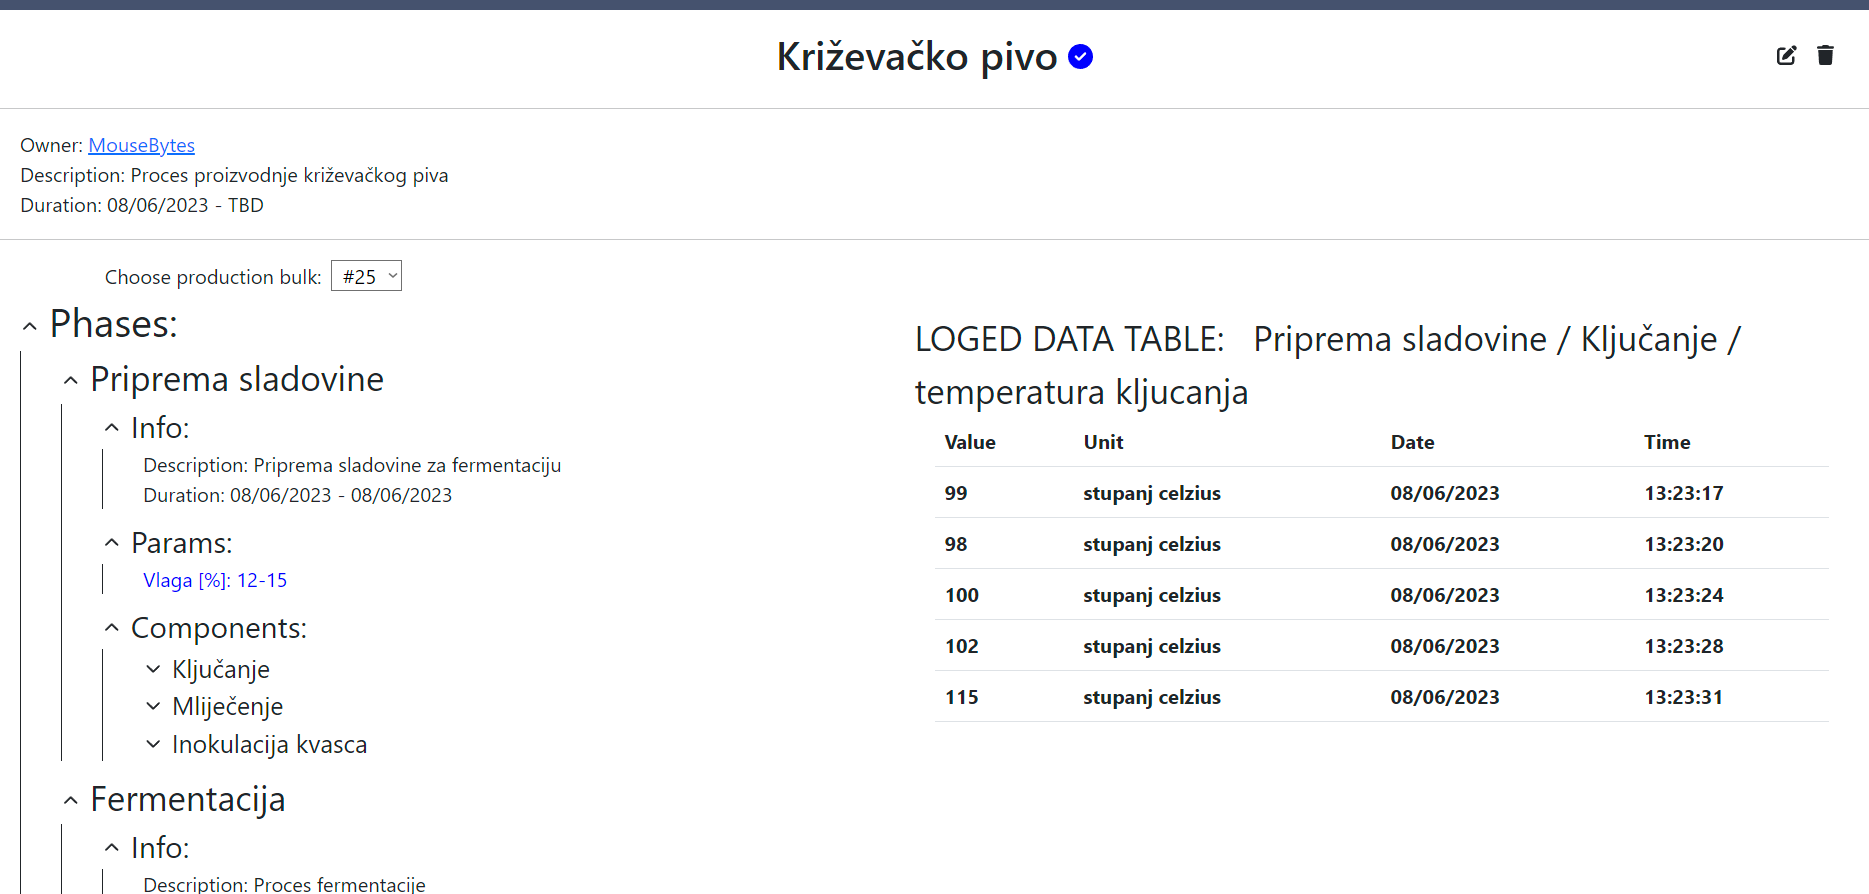 Križevačko pivo
Owner: MouseBytes
Description: Proces proizvodnje križevačkog piva
Duration: 08/06/2023 - TBD
Choose production bulk: #25
Phases:
Priprema sladovine
Info:
Description: Priprema sladovine za fermentaciju
Duration: 08/06/2023 - 08/06/2023
Params:
Vlaga [%]: 12-15
Components:
Ključanje
Mliječenje
Inokulacija kvasca
Fermentacija
Info:
Description: Proces fermentacije
LOGED DATA TABLE: Priprema sladovine / Ključanje /
temperatura kljucanja
Value Unit Date Time
99 stupanj celzius 08/06/2023 13:23:17
98 stupanj celzius 08/06/2023 13:23:20
100 stupanj celzius 08/06/2023 13:23:24
102 stupanj celzius 08/06/2023 13:23:28
115 stupanj celzius 08/06/2023 13:23:31